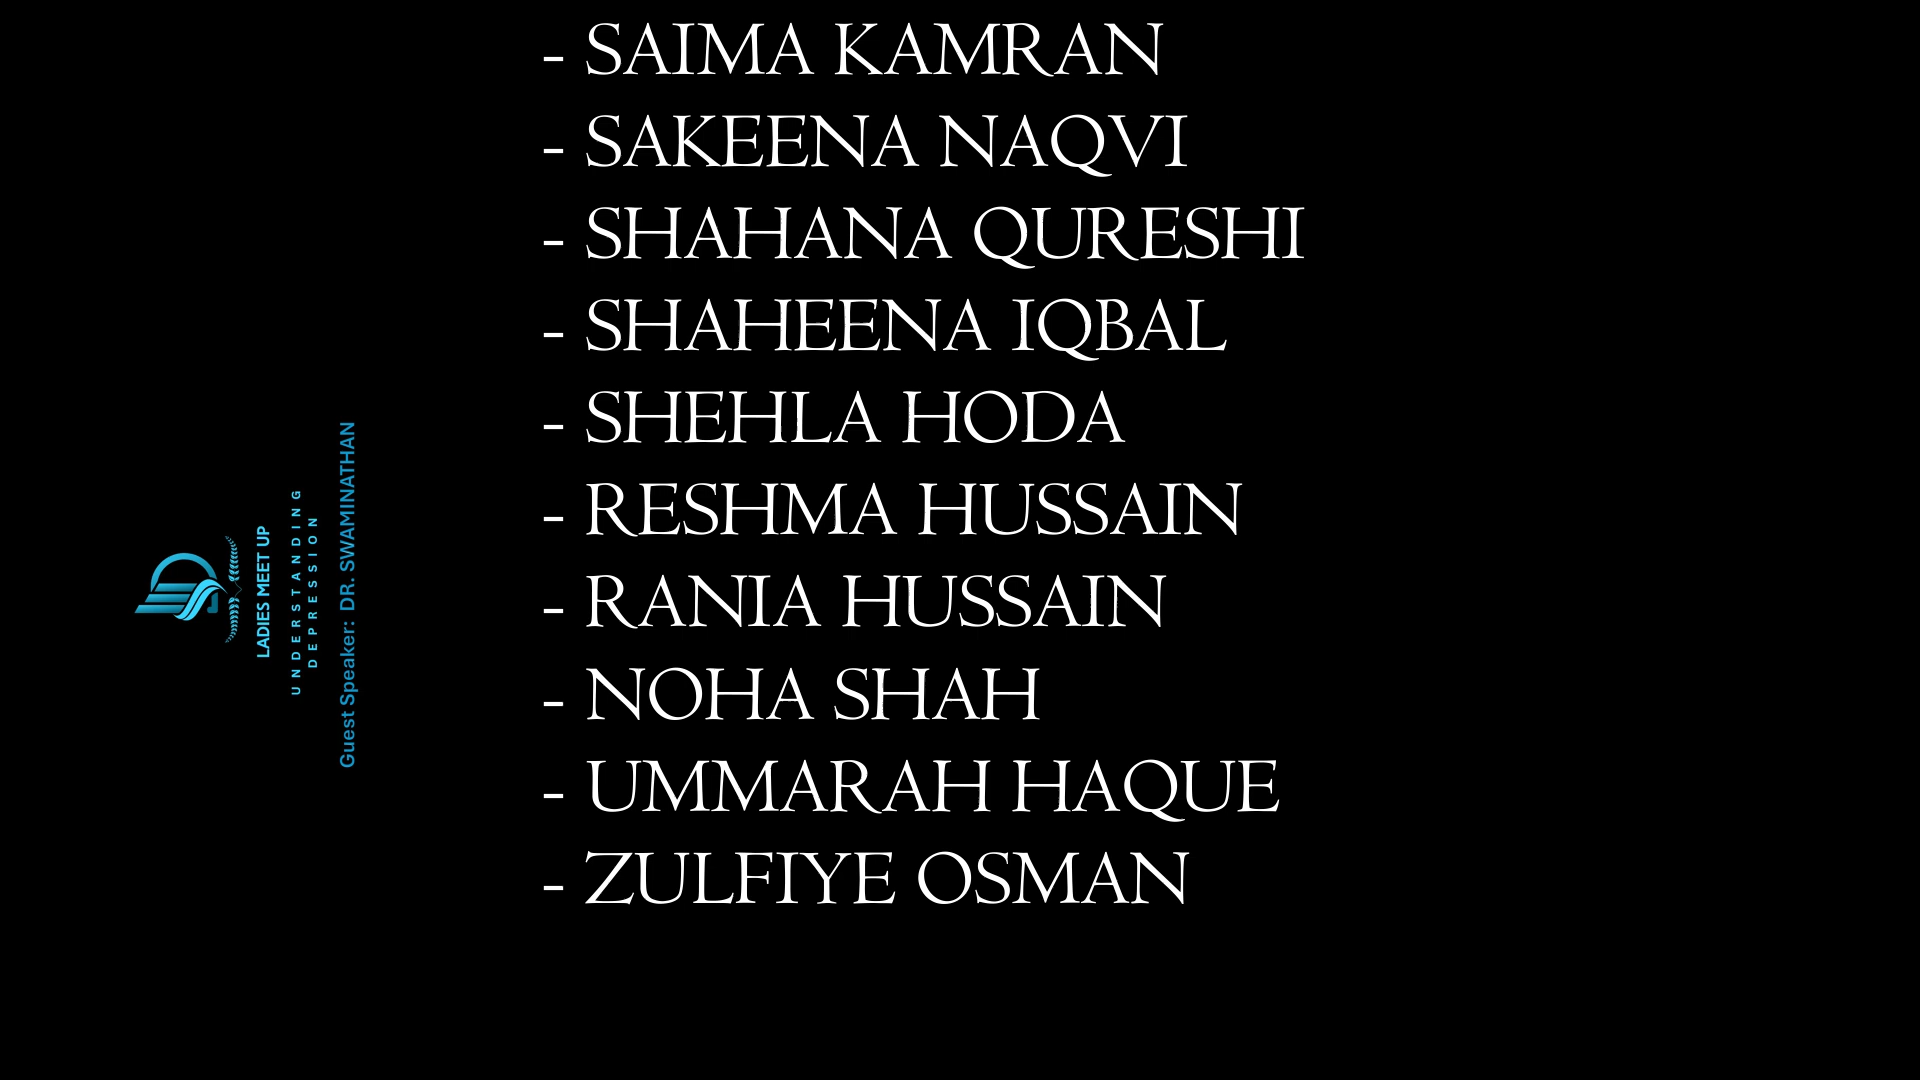 - SAIMA KAMRAN
- SAKEENA NAQVI
- SHAHANA QURESHI
- SHAHEENA IQBAL
- SHEHLA HODA
- RESHMA HUSSAIN
- RANIA HUSSAIN
- NOHA SHAH
- UMMARAH HAQUE
- ZULFIYE OSMAN
LADIES MEET UP
UNDERSTANDING
DEPRESSION
Guest Speaker: DR. SWAMINATHAN